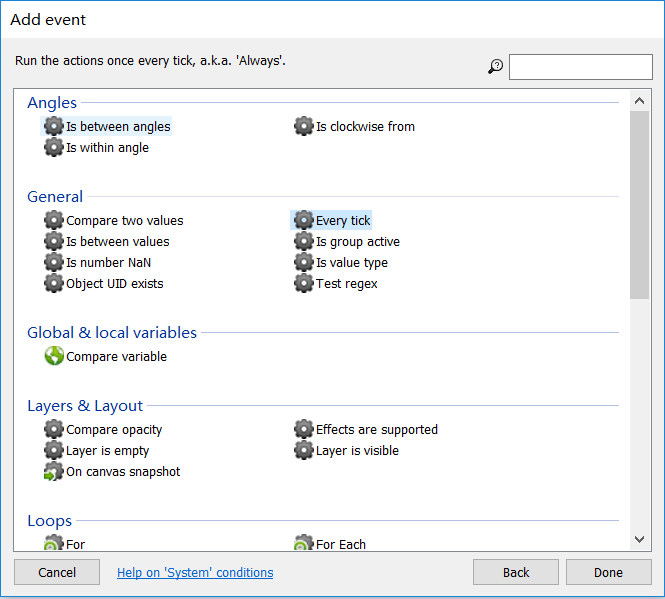 Add event
Run the actions once every tick, a.k.a. 'Always'.
Angles
Is between angles
Is clockwise from
Is within angle
General
Compare two values
Every tick
Is between values
Is group active
Is number NaN
Is value type
Object UID exists
Test regex
Global & local variables
Compare variable
Layers & Layout
Compare opacity
Effects are supported
Layer is empty
Layer is visible
On canvas snapshot
Loops
For
For Each
Cancel
Help on 'System' conditions
Back
Done